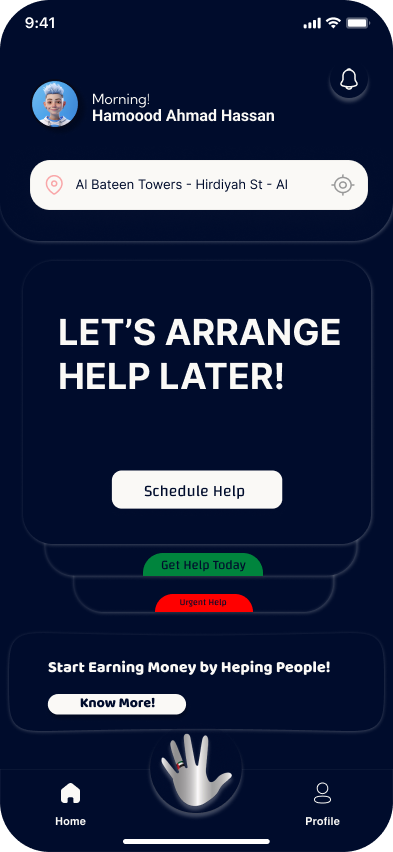 9:41
Morning!
Hamoood Ahmad Hassan
Al Bateen Towers - Hirdiyah St - Al
LET'S ARRANGE
HELP LATER!
Schedule Help
Get Help Today
Urgent Help
Start Earning Money by Heping People!
Know More!
Home
Profile